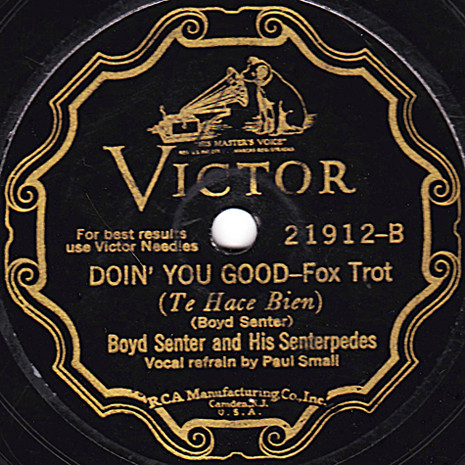 "HIS MASTER'S VOICE"
VICTOR
For best results
use Victor Needles
21912-B
DOIN' YOU GOOD-Fox Trot
(Te Hace Bien)
(Boyd Senter)
Boyd Senter and His Senterpedes
Vocal refrain by Paul Small
RCA Manufacturing Co., Inc.
Camden, N.J.
U.S.A.